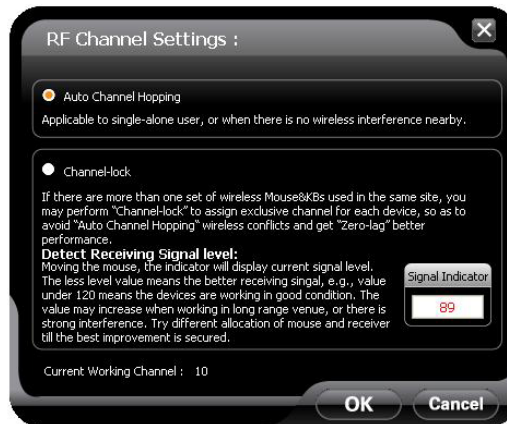 RF Channel Settings :
Auto Channel Hopping
Applicable to single-alone user, or when there is no wireless interference nearby.
Channel-lock
If there are more than one set of wireless Mouse&KBs used in the same site, you
may perform "Channel-lock" to assign exclusive channel for each device, so as to
avoid "Auto Channel Hopping" wireless conflicts and get "Zero-lag" better
performance.
Detect Receiving Signal level:
Moving the mouse, the indicator will display current signal level.
The less level value means the better receiving singal, e.g., value
under 120 means the devices are working in good condition. The
value may increase when working in long range venue, or there is
strong interference. Try different allocation of mouse and receiver
till the best improvement is secured.
Signal Indicator
89
Current Working Channel : 10
OK
Cancel